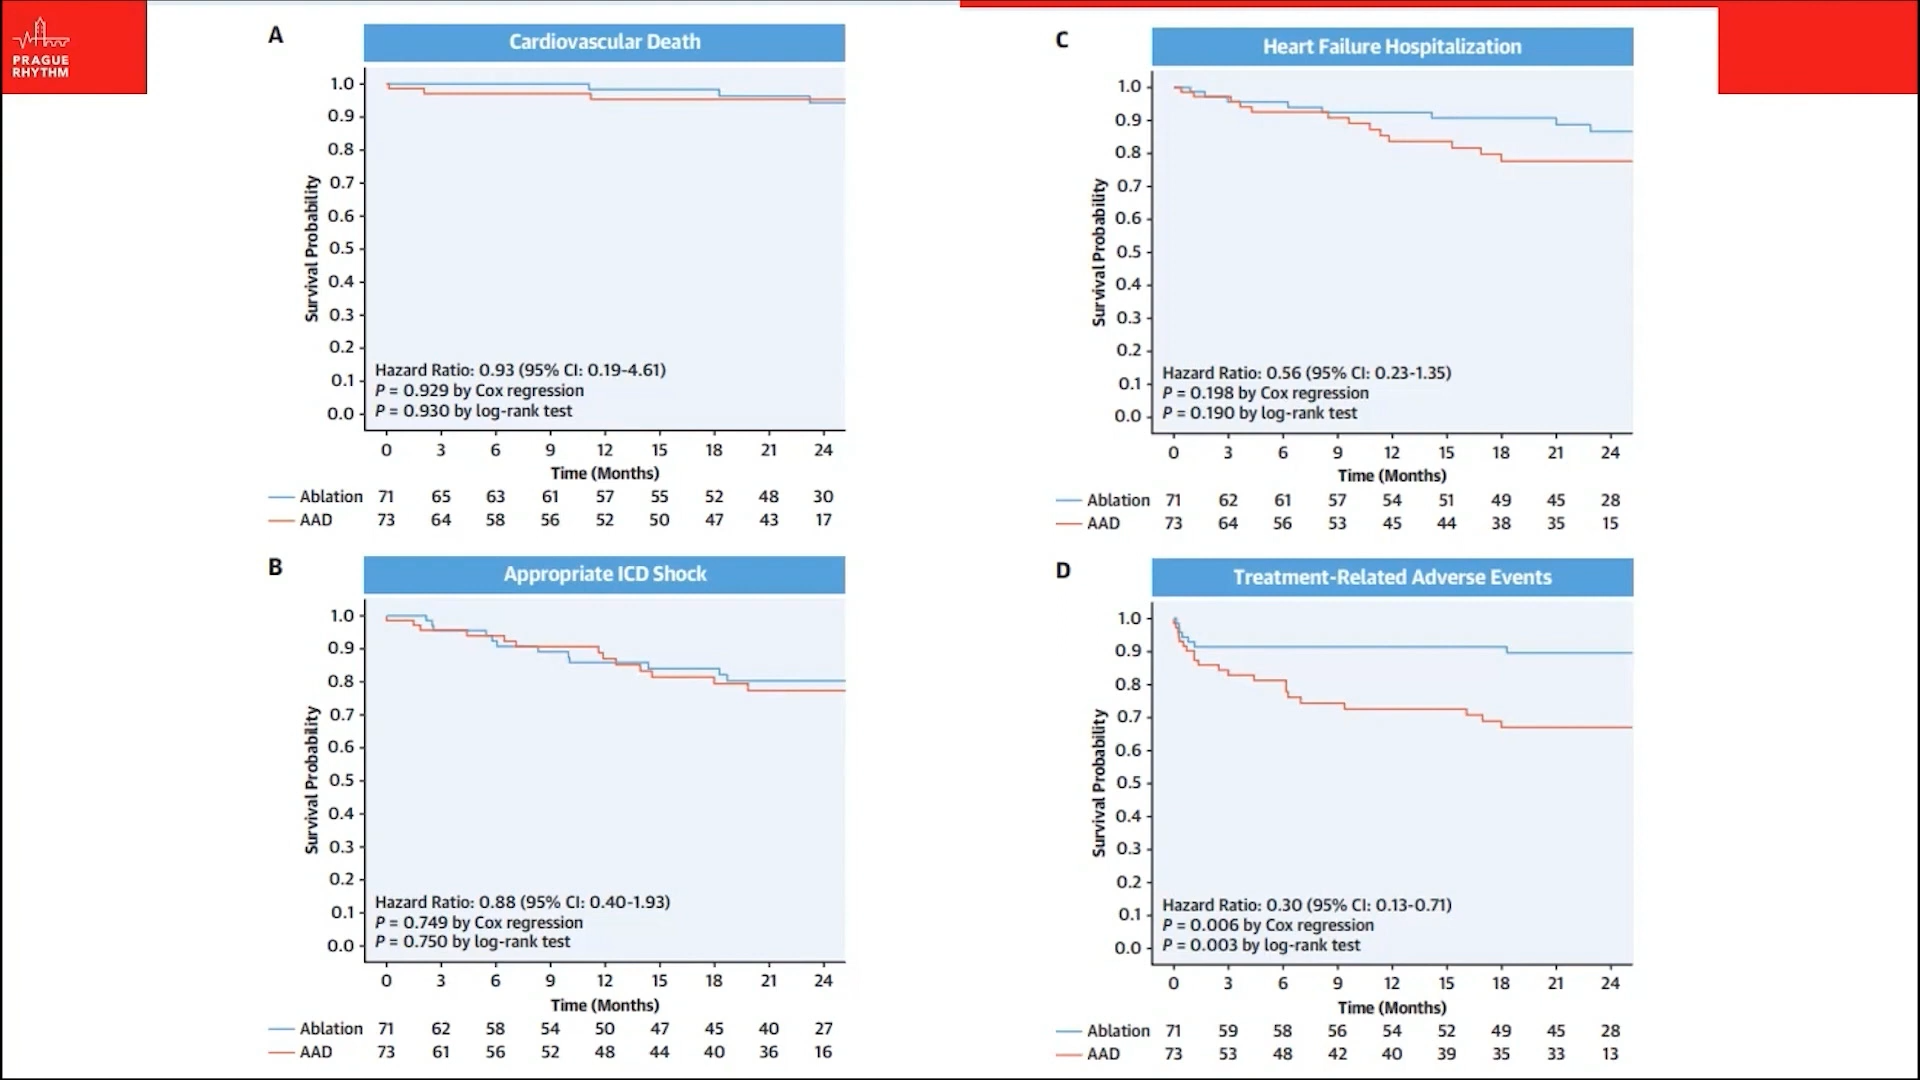 PRAGUE
RHYTHM
A
Cardiovascular Death
Survival Probability
1.0
0.9
0.8
0.7
0.6
0.5
0.4
0.3
0.2
0.1
0.0
Hazard Ratio: 0.93 (95% CI: 0.19-4.61)
P = 0.929 by Cox regression
P = 0.930 by log-rank test
0 3 6 9 12 15 18 21 24
Time (Months)
Ablation 71 65 63 61 57 55 52 48 30
AAD 73 64 58 56 52 50 47 43 17
B
Appropriate ICD Shock
Survival Probability
1.0
0.9
0.8
0.7
0.6
0.5
0.4
0.3
0.2
0.1
0.0
Hazard Ratio: 0.88 (95% CI: 0.40-1.93)
P = 0.749 by Cox regression
P = 0.750 by log-rank test
0 3 6 9 12 15 18 21 24
Time (Months)
Ablation 71 62 58 54 50 47 45 40 27
AAD 73 61 56 52 48 44 40 36 16
C
Heart Failure Hospitalization
Survival Probability
1.0
0.9
0.8
0.7
0.6
0.5
0.4
0.3
0.2
0.1
0.0
Hazard Ratio: 0.56 (95% CI: 0.23-1.35)
P = 0.198 by Cox regression
P = 0.190 by log-rank test
0 3 6 9 12 15 18 21 24
Time (Months)
Ablation 71 62 61 57 54 51 49 45 28
AAD 73 64 56 53 45 44 38 35 15
D
Treatment-Related Adverse Events
Survival Probability
1.0
0.9
0.8
0.7
0.6
0.5
0.4
0.3
0.2
0.1
0.0
Hazard Ratio: 0.30 (95% CI: 0.13-0.71)
P = 0.006 by Cox regression
P = 0.003 by log-rank test
0 3 6 9 12 15 18 21 24
Time (Months)
Ablation 71 59 58 56 54 52 49 45 28
AAD 73 53 48 42 40 39 35 33 13